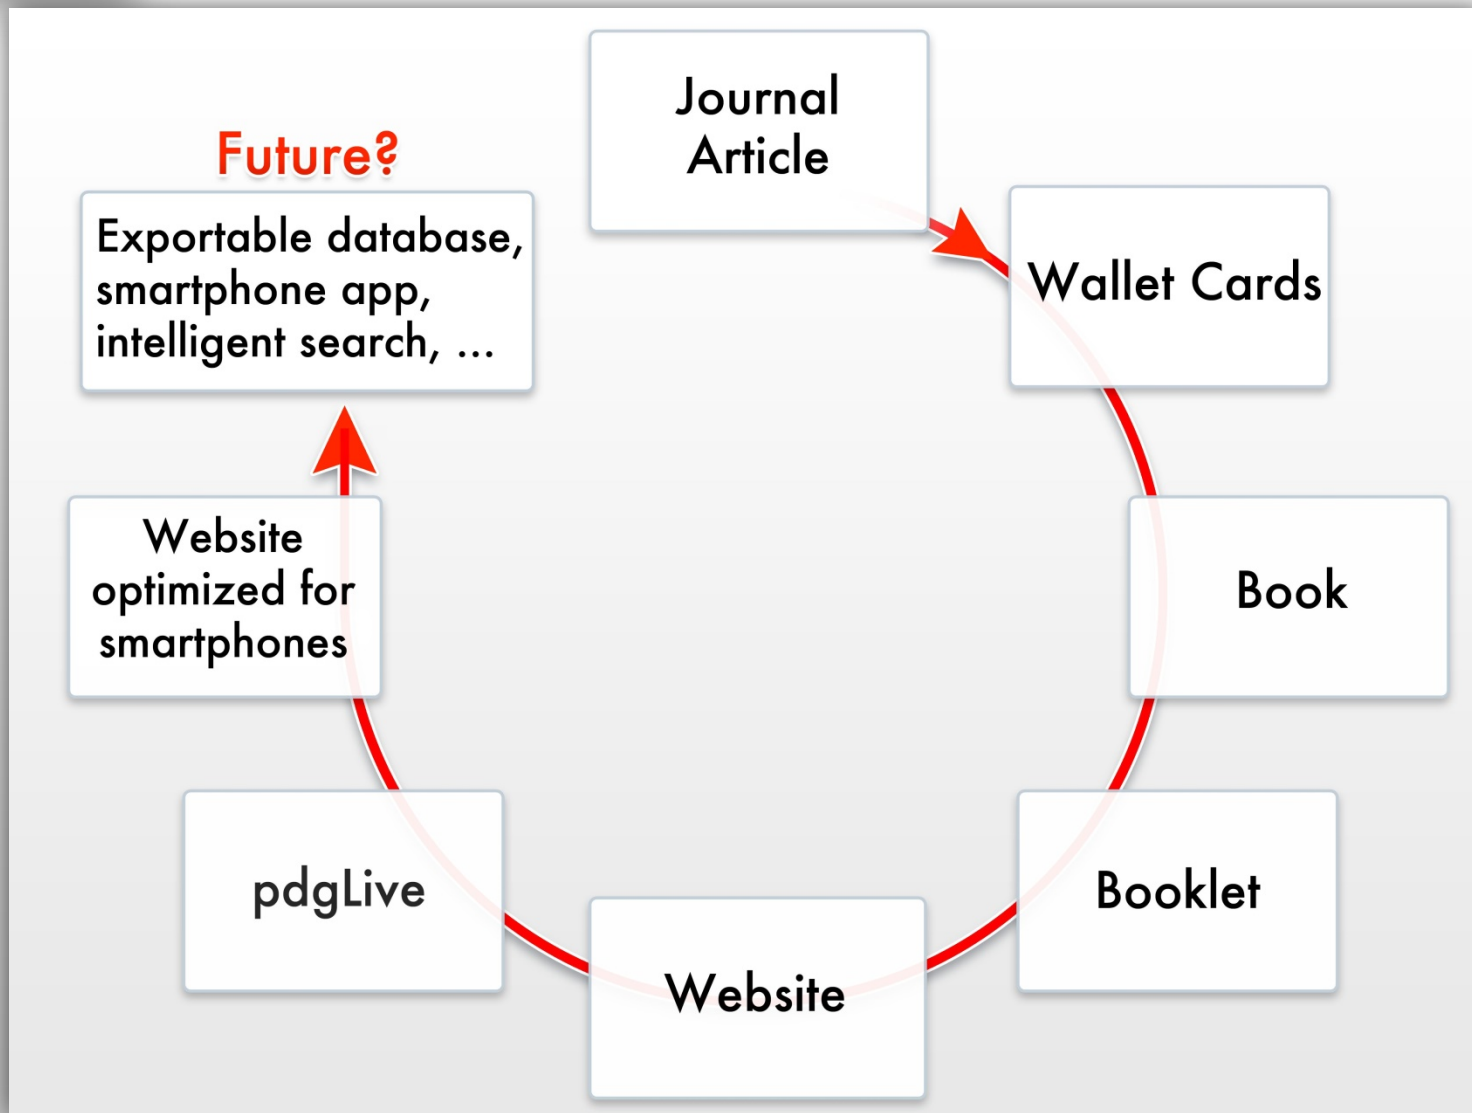 Journal
Article
Wallet Cards
Book
Booklet
Website
pdgLive
Website
optimized for
smartphones
Future?
Exportable database,
smartphone app,
intelligent search, ...